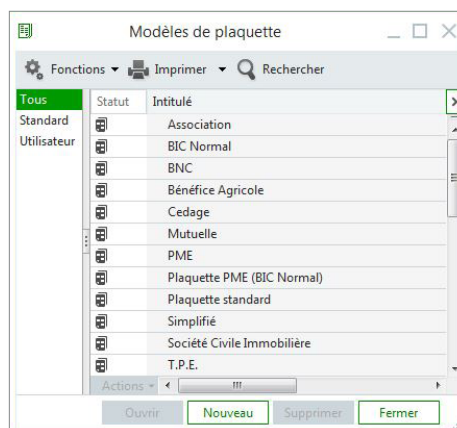 Modèles de plaquette
Fonctions Imprimer Rechercher
Tous
Standard
Utilisateur
Statut Intitulé
Association
BIC Normal
BNC
Bénéfice Agricole
Cedage
Mutuelle
PME
Plaquette PME (BIC Normal)
Plaquette standard
Simplifié
Société Civile Immobilière
T.P.E.
Actions
Ouvrir Nouveau Supprimer Fermer